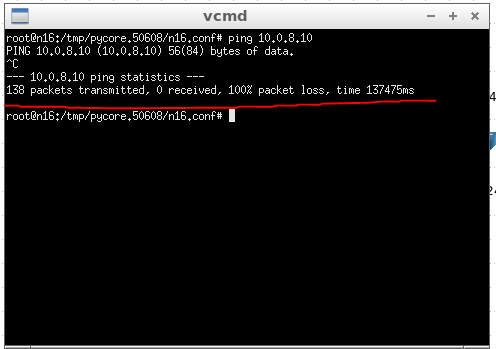 vcmd
root@n16:/tmp/pycore.50608/n16.conf# ping 10.0.8.10
PING 10.0.8.10 (10.0.8.10) 56(84) bytes of data.
^C
--- 10.0.8.10 ping statistics ---
138 packets transmitted, 0 received, 100% packet loss, time 137475ms
root@n16:/tmp/pycore.50608/n16.conf#